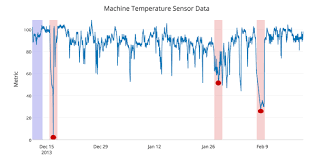 Machine Temperature Sensor Data
Metric
100
80
60
40
20
0
Dec 15
2013
Dec 29
Jan 12
Jan 26
Feb 9